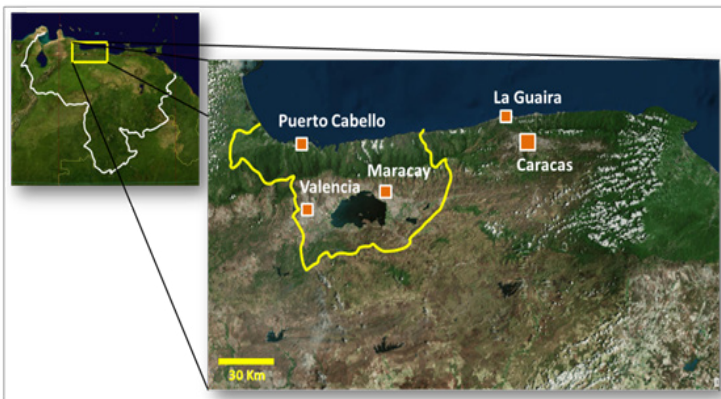 La Guaira
Puerto Cabello
Caracas
Maracay
Valencia
30 Km